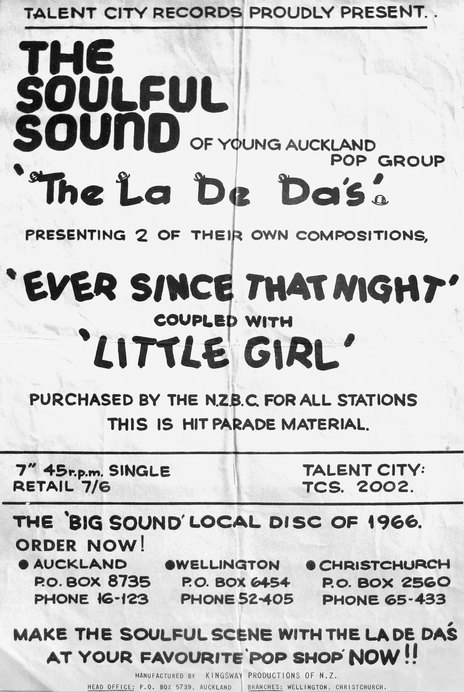 TALENT CITY RECORDS PROUDLY PRESENT. .
THE
SOULFUL
SOUND OF YOUNG AUCKLAND
POP GROUP
'The La De Da's'
PRESENTING 2 OF THEIR OWN COMPOSITIONS,
'EVER SINCE THAT NIGHT'
COUPLED WITH
'LITTLE GIRL'
PURCHASED BY THE N.Z.B.C. FOR ALL STATIONS
THIS IS HIT PARADE MATERIAL.
7" 45r.p.m. SINGLE
RETAIL 7/6
TALENT CITY:
TCS. 2002.
THE 'BIG SOUND' LOCAL DISC OF 1966.
ORDER NOW!
● AUCKLAND
P.O. BOX 8735
PHONE 16-123
● WELLINGTON
P.O. BOX 6454
PHONE 52-405
● CHRISTCHURCH
P.O. BOX 2560
PHONE 65-433
MAKE THE SOULFUL SCENE WITH THE LA DE DA'S
AT YOUR FAVOURITE 'POP SHOP' NOW!!
MANUFACTURED BY KINGSWAY PRODUCTIONS OF N.Z.
HEAD OFFICE: P.O. BOX 5739, AUCKLAND BRANCHES: WELLINGTON, CHRISTCHURCH.